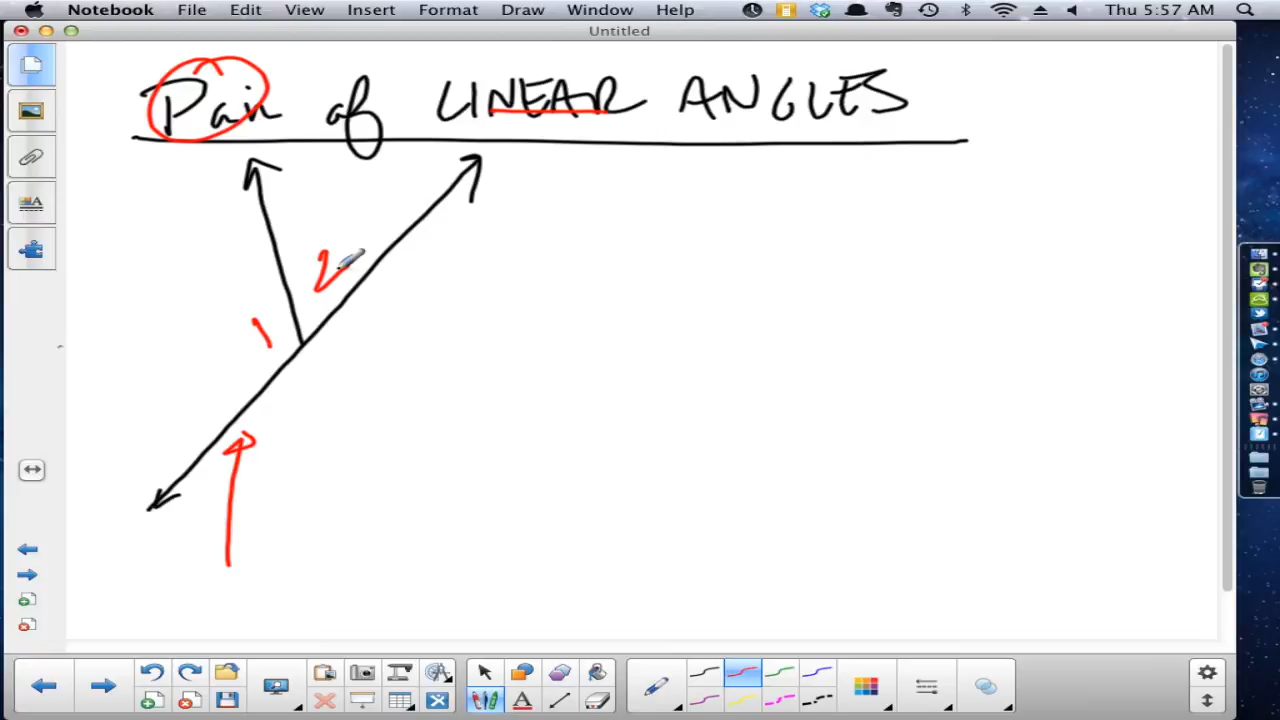 Notebook File Edit View Insert Format Draw Window Help Thu 5:57 AM
Untitled
Pair of LINEAR ANGLES
2
1